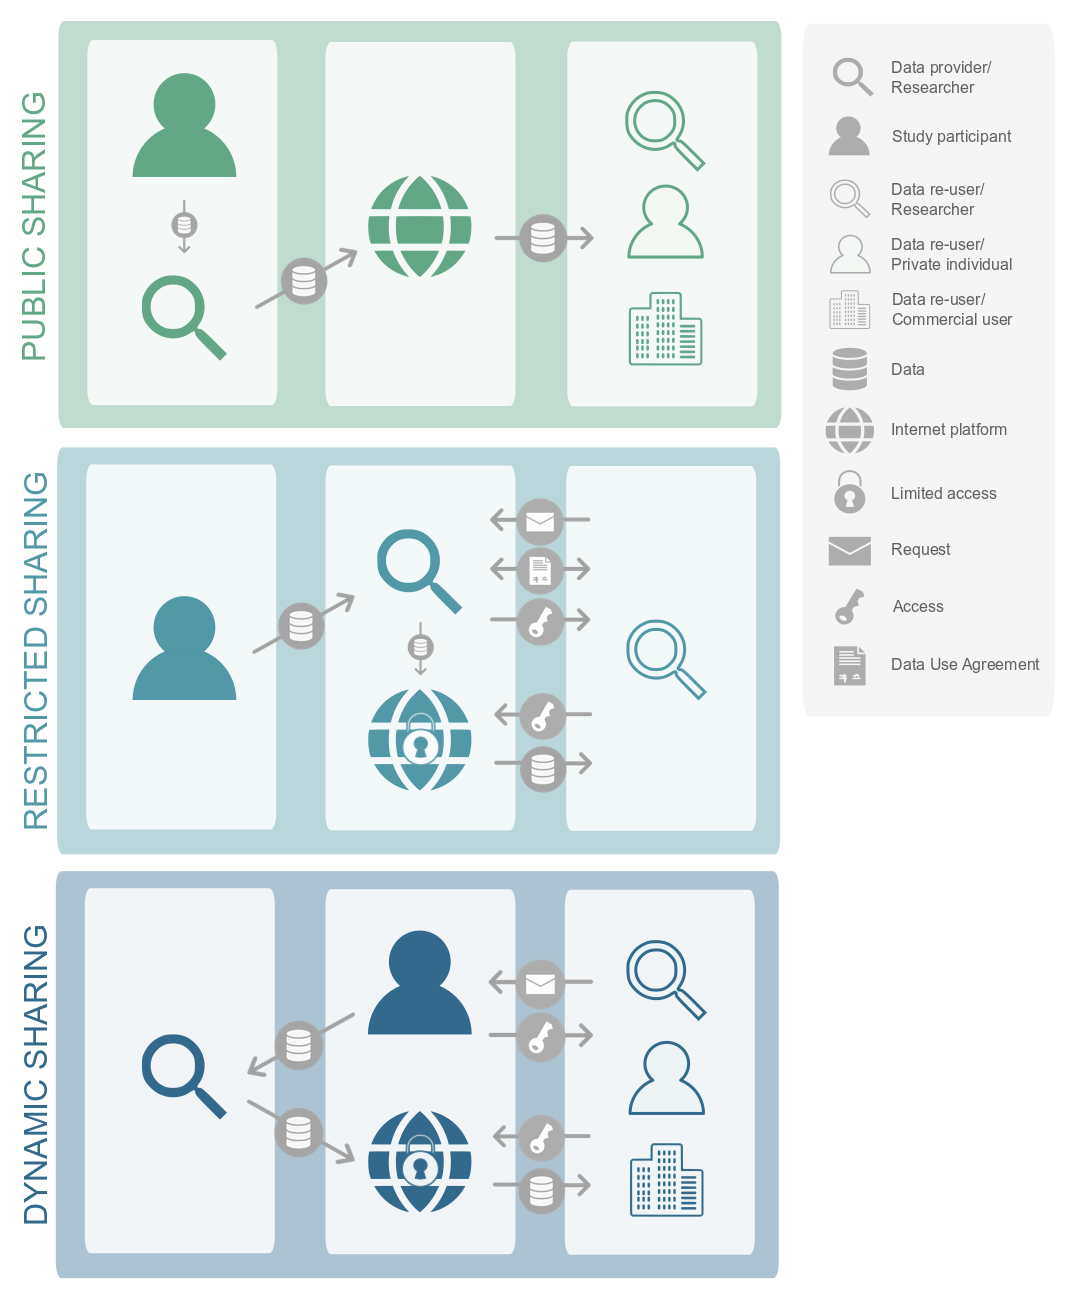 PUBLIC SHARING
RESTRICTED SHARING
DYNAMIC SHARING
Data provider/
Researcher
Study participant
Data re-user/
Researcher
Data re-user/
Private individual
Data re-user/
Commercial user
Data
Internet platform
Limited access
Request
Access
Data Use Agreement